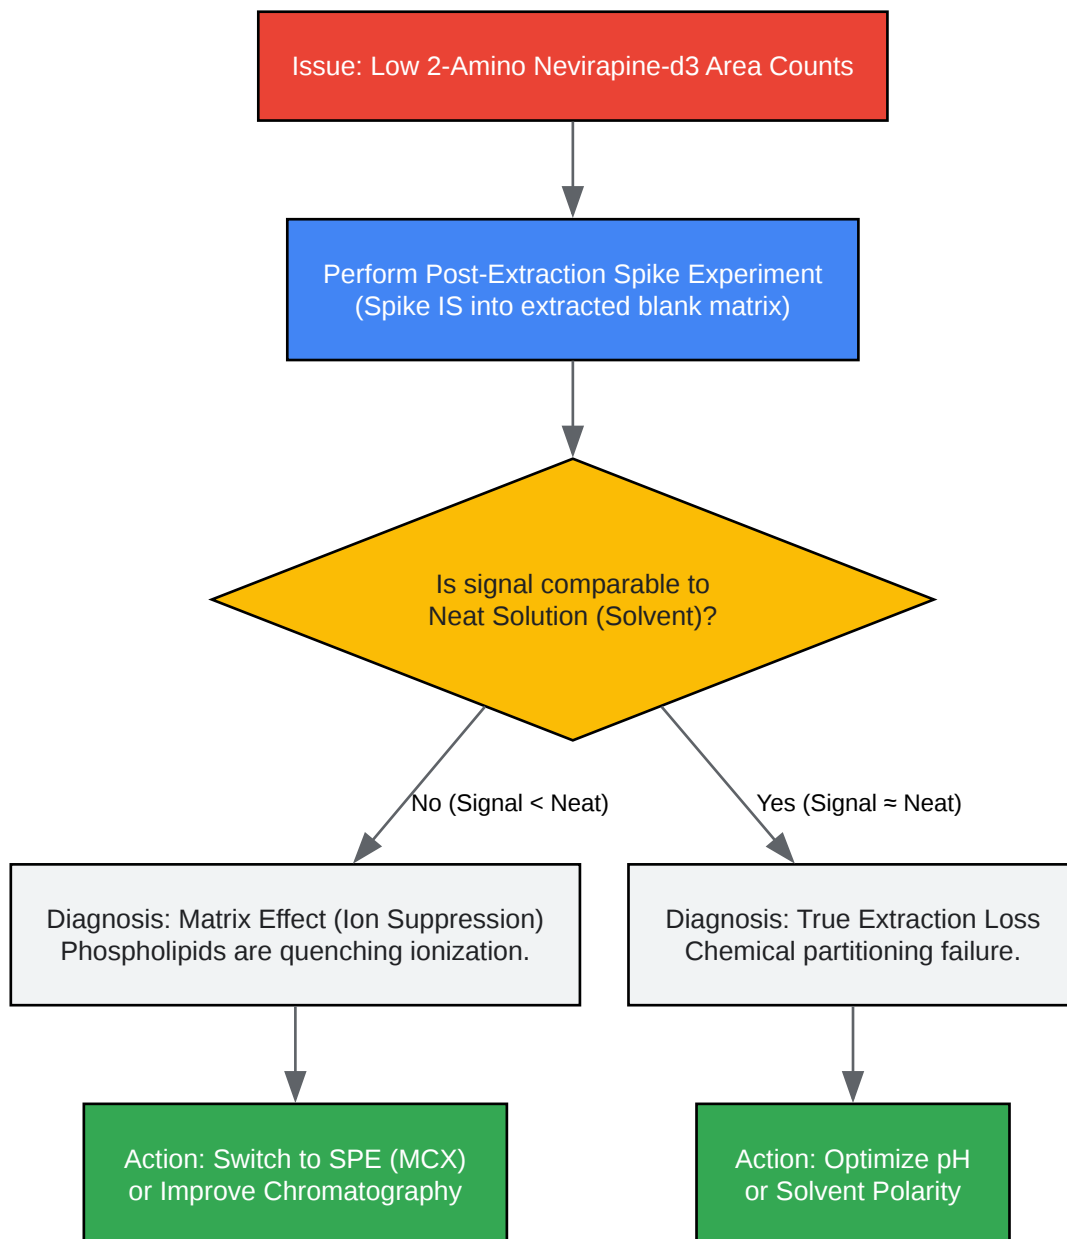 Issue: Low 2-Amino Nevirapine-d3 Area Counts
Perform Post-Extraction Spike Experiment
(Spike IS into extracted blank matrix)
Is signal comparable to
Neat Solution (Solvent)?
No (Signal < Neat)
Yes (Signal ≈ Neat)
Diagnosis: Matrix Effect (Ion Suppression)
Phospholipids are quenching ionization.
Diagnosis: True Extraction Loss
Chemical partitioning failure.
Action: Switch to SPE (MCX)
or Improve Chromatography
Action: Optimize pH
or Solvent Polarity